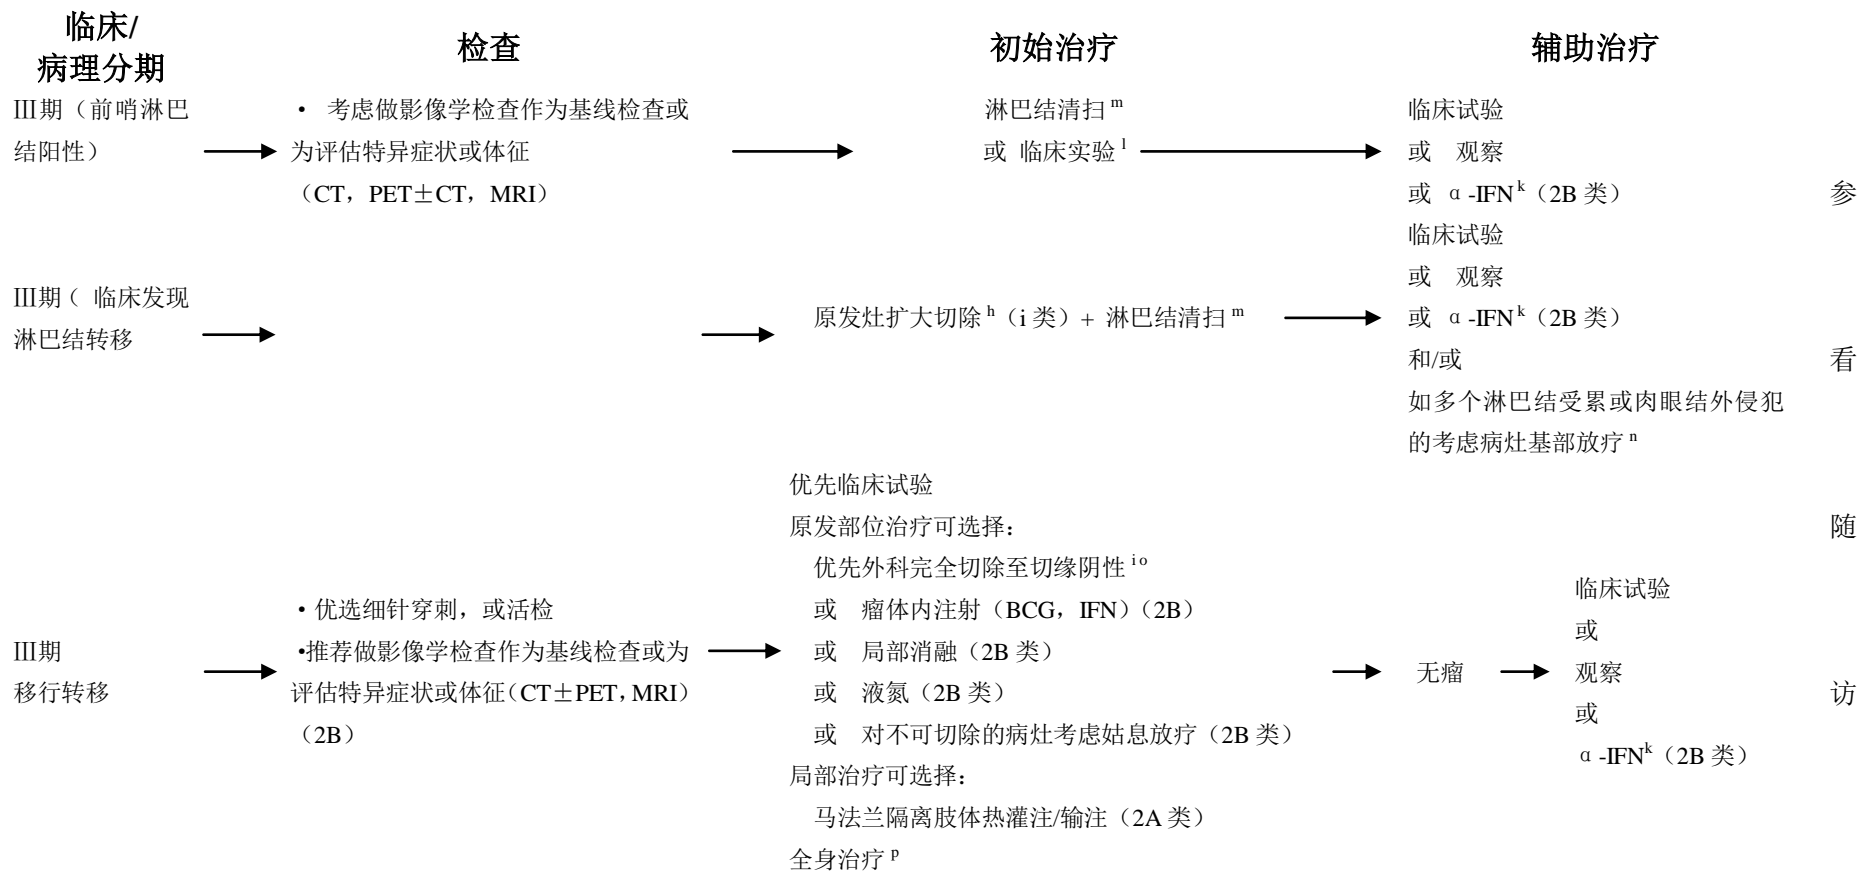 临床/
病理分期
检查
初始治疗
辅助治疗
Ⅲ期（前哨淋巴
结阳性）
• 考虑做影像学检查作为基线检查或
为评估特异症状或体征
（CT，PET±CT，MRI）
淋巴结清扫 m
或 临床实验 l
临床试验
或 观察
或 α-IFN k（2B 类）
Ⅲ期（ 临床发现
淋巴结转移
原发灶扩大切除 h（i 类）+ 淋巴结清扫 m
临床试验
或 观察
或 α-IFN k（2B 类）
和/或
如多个淋巴结受累或肉眼结外侵犯
的考虑病灶基部放疗 n
Ⅲ期
移行转移
• 优选细针穿刺，或活检
•推荐做影像学检查作为基线检查或为
评估特异症状或体征（CT±PET，MRI）
（2B）
优先临床试验
原发部位治疗可选择：
优先外科完全切除至切缘阴性 i o
或 瘤体内注射（BCG，IFN）（2B）
或 局部消融（2B 类）
或 液氮（2B 类）
或 对不可切除的病灶考虑姑息放疗（2B 类）
局部治疗可选择：
马法兰隔离肢体热灌注/输注（2A 类）
全身治疗 p
无瘤
临床试验
或
观察
或
α-IFN k（2B 类）
参
看
随
访